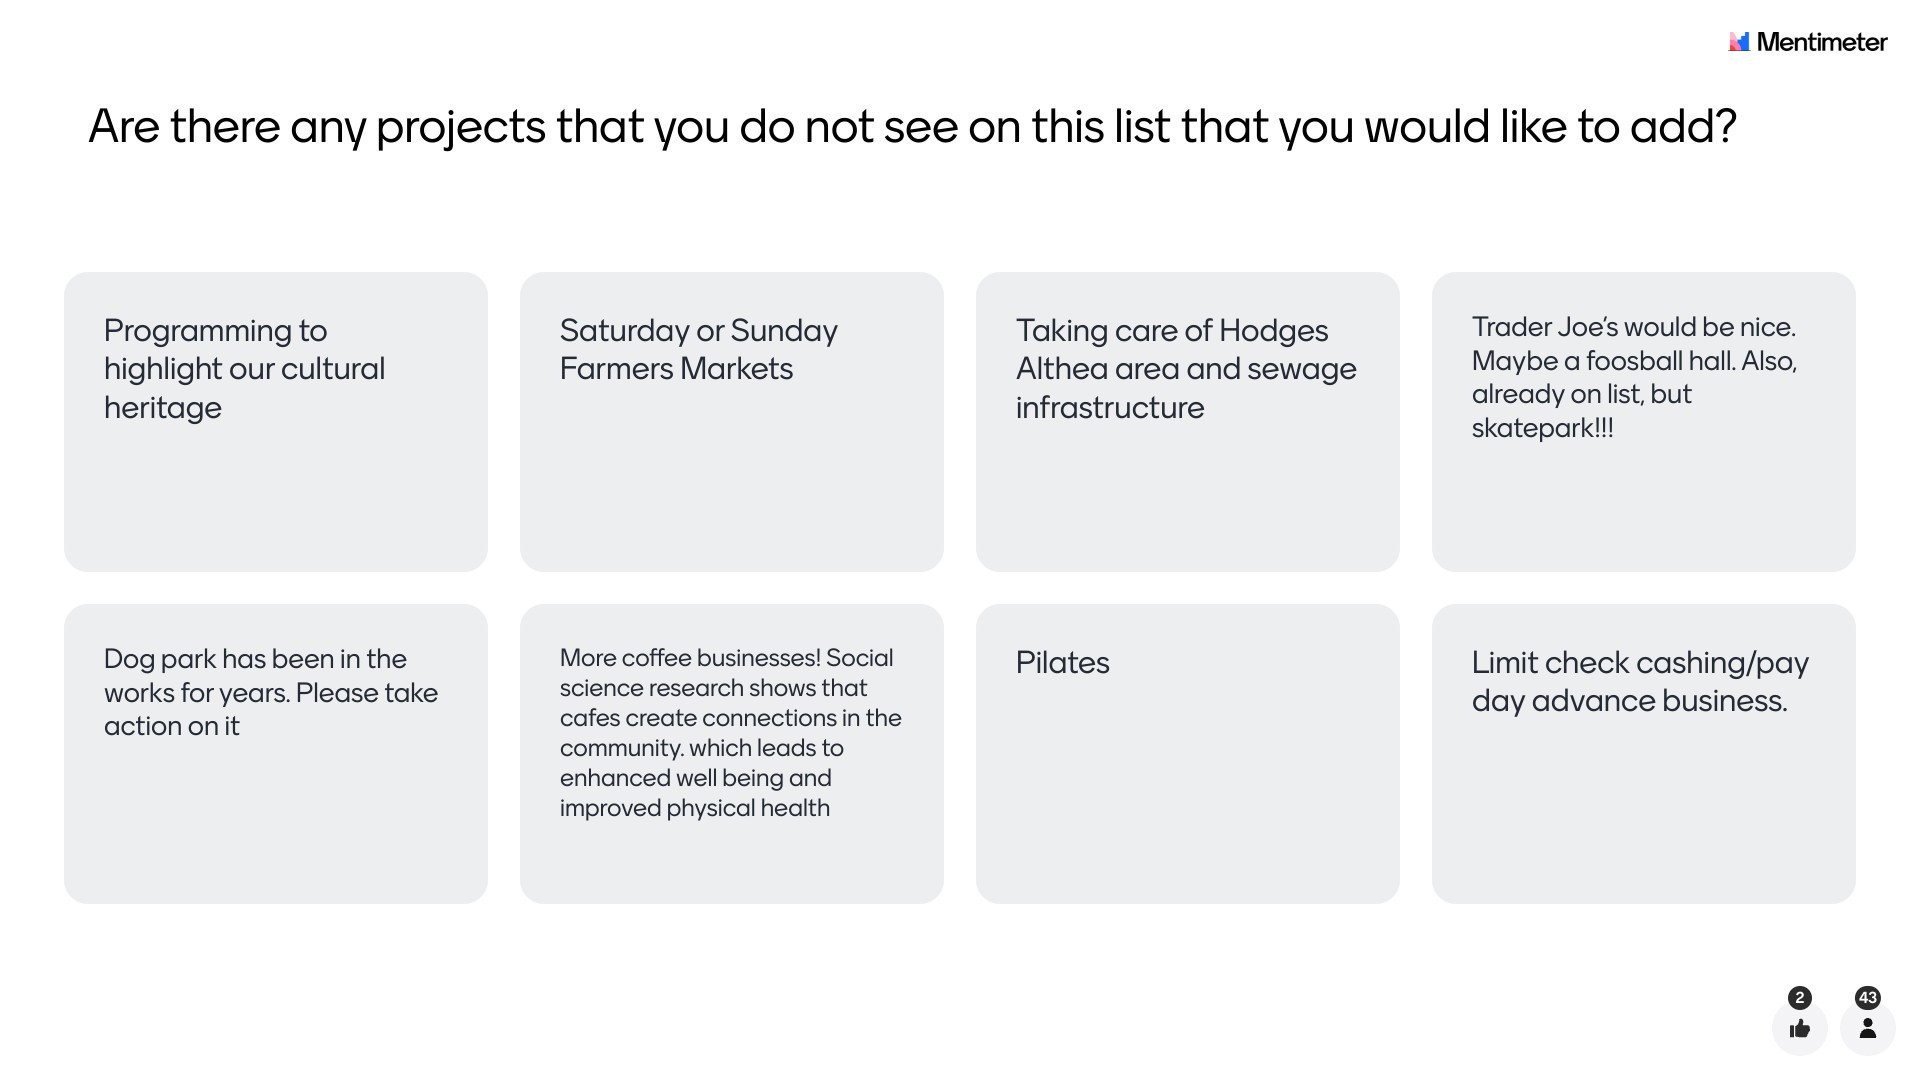 Mentimeter
Are there any projects that you do not see on this list that you would like to add?
Programming to
highlight our cultural
heritage
Saturday or Sunday
Farmers Markets
Taking care of Hodges
Althea area and sewage
infrastructure
Trader Joe's would be nice.
Maybe a foosball hall. Also,
already on list, but
skatepark!!!
Dog park has been in the
works for years. Please take
action on it
More coffee businesses! Social
science research shows that
cafes create connections in the
community. which leads to
enhanced well being and
improved physical health
Pilates
Limit check cashing/pay
day advance business.
2
43